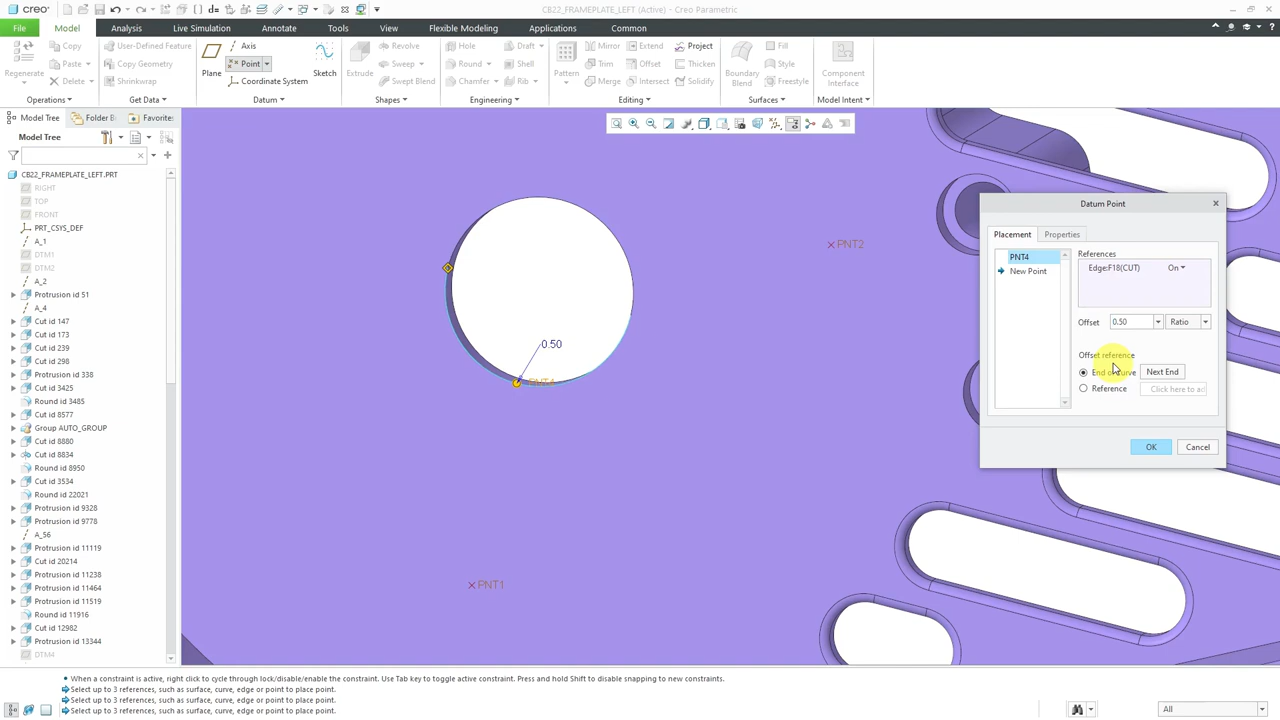 creo CB22_FRAMEPLATE_LEFT (Active) - Creo Parametric
File Model Analysis Live Simulation Annotate Tools View Flexible Modeling Applications Common
Regenerate
Copy
Paste
Delete
Operations
User-Defined Feature
Copy Geometry
Shrinkwrap
Get Data
Plane
Axis
Point
Coordinate System
Sketch
Datum
Extrude
Revolve
Sweep
Swept Blend
Shapes
Hole
Round
Chamfer
Draft
Shell
Rib
Engineering
Pattern
Mirror
Trim
Merge
Extend
Offset
Intersect
Project
Thicken
Solidify
Editing
Boundary Blend
Fill
Style
Freestyle
Surfaces
Component Interface
Model Intent
Model Tree Folder B Favorite:
Model Tree
CB22_FRAMEPLATE_LEFT.PRT
RIGHT
TOP
FRONT
PRT_CSYS_DEF
A_1
DTM1
DTM2
A_2
Protrusion id 51
A_4
Cut id 147
Cut id 173
Cut id 239
Cut id 298
Protrusion id 338
Cut id 3425
Round id 3485
Cut id 8577
Group AUTO_GROUP
Cut id 8880
Cut id 8834
Round id 8950
Cut id 3534
Round id 22021
Protrusion id 9328
Protrusion id 9778
A_56
Protrusion id 11119
Cut id 20214
Protrusion id 11238
Protrusion id 11464
Protrusion id 11519
Round id 11916
Cut id 12982
Protrusion id 13344
DTM4
PNT2
0.50
PNT4
PNT1
Datum Point
Placement Properties
PNT4
New Point
References
Edge:F18(CUT) On
Offset 0.50 Ratio
Offset reference
End of curve Next End
Reference Click here to ad
OK Cancel
• When a constraint is active, right click to cycle through lock/disable/enable the constraint. Use Tab key to toggle active constraint. Press and hold Shift to disable snapping to new constraints.
Select up to 3 references, such as surface, curve, edge or point to place point.
Select up to 3 references, such as surface, curve, edge or point to place point.
Select up to 3 references, such as surface, curve, edge or point to place point.
All